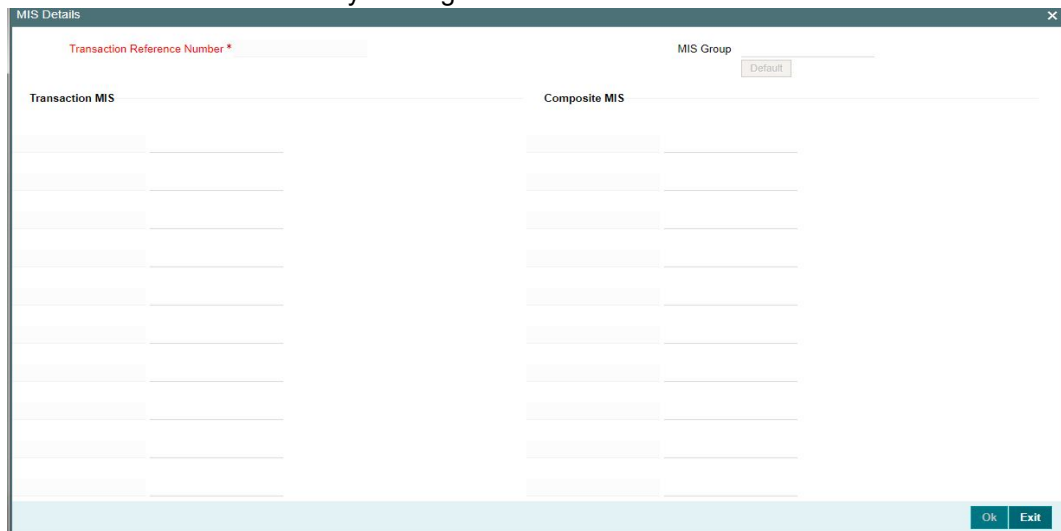 MIS Details
Transaction Reference Number *
MIS Group
Default
Transaction MIS
Composite MIS
Ok Exit